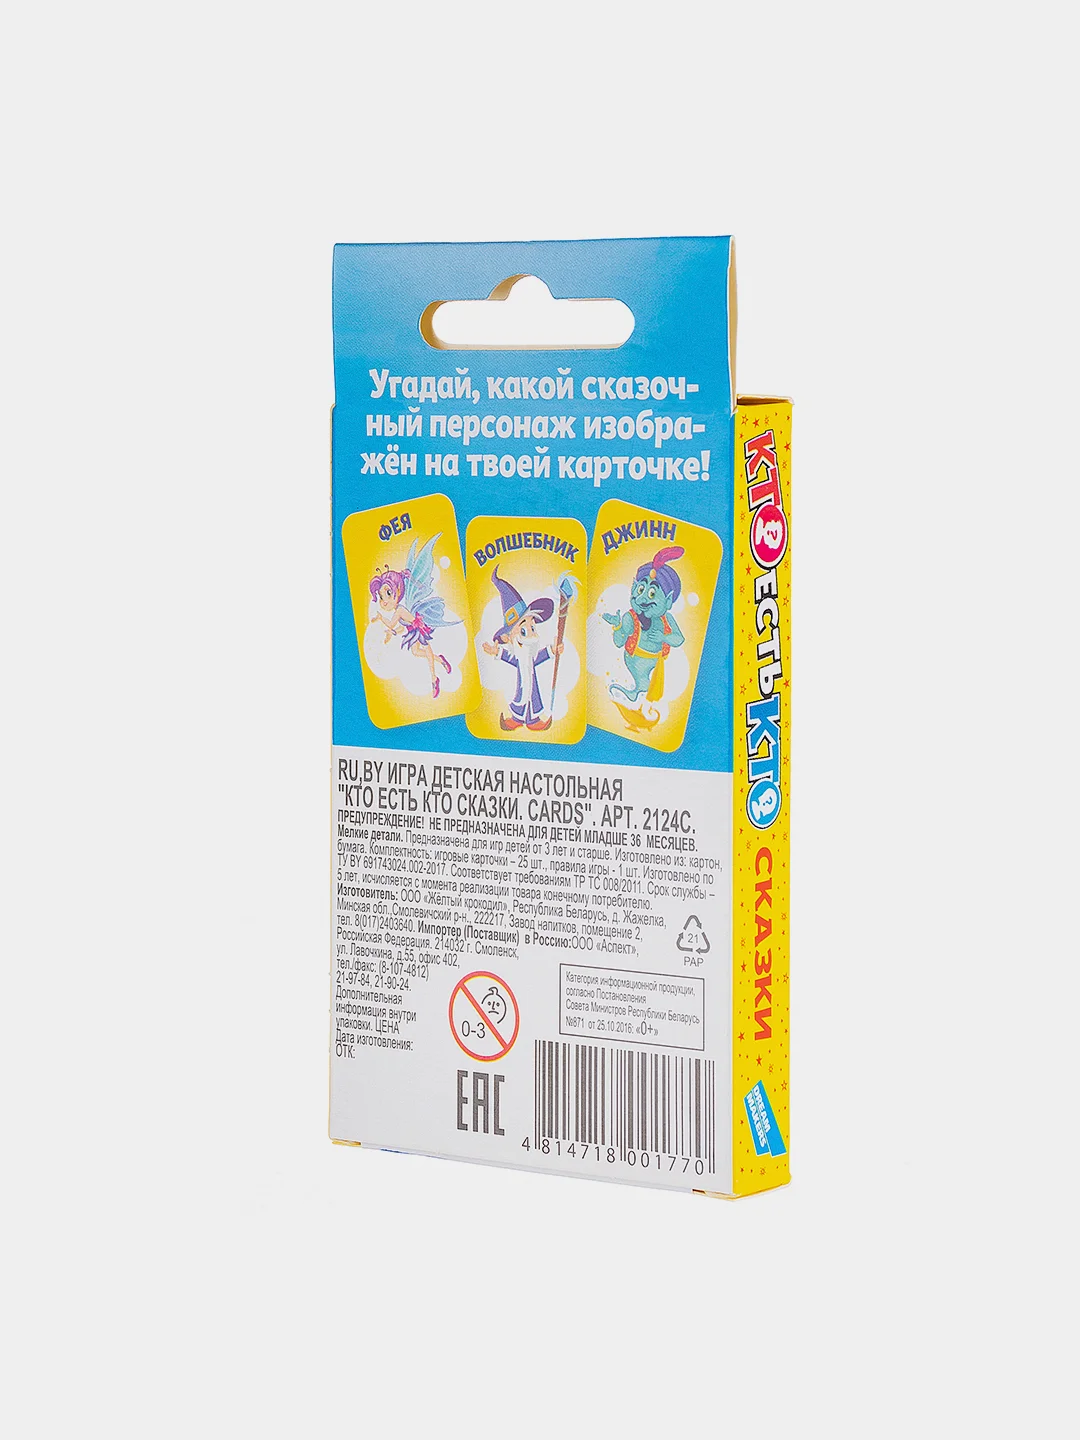 Угадай, какой сказоч-
ный персонаж изобра-
жён на твоей карточке!
ФЕЯ
ВОЛШЕБНИК
ДЖИНН
RU,BY ИГРА ДЕТСКАЯ НАСТОЛЬНАЯ
"КТО ЕСТЬ КТО СКАЗКИ. CARDS". АРТ. 2124C.
ПРЕДУПРЕЖДЕНИЕ! НЕ ПРЕДНАЗНАЧЕНА ДЛЯ ДЕТЕЙ МЛАДШЕ 36 МЕСЯЦЕВ.
Мелкие детали. Предназначена для игр детей от 3 лет и старше. Изготовлено из: картон,
бумага. Комплектность: игровые карточки – 25 шт., правила игры - 1 шт. Изготовлено по
ТУ BY 691743024.002-2017. Соответствует требованиям ТР ТС 008/2011. Срок службы –
5 лет, исчисляется с момента реализации товара конечному потребителю.
Изготовитель: ООО «Жёлтый крокодил», Республика Беларусь, д. Жажелка,
Минская обл.,Смолевичский р-н., 222217, Завод напитков, помещение 2,
тел. 8(017)2403640. Импортер (Поставщик) в Россию:ООО «Аспект»,
Российская Федерация. 214032 г. Смоленск,
ул. Лавочкина, д.55, офис 402,
тел./факс: (8-107-4812)
21-97-84, 21-90-24.
Дополнительная
информация внутри
упаковки. ЦЕНА
Дата изготовления:
ОТК:
21
PAP
0-3
Категория информационной продукции,
согласно Постановления
Совета Министров Республики Беларусь
№871 от 25.10.2016: «0+»
EAC
4 814718 001770
КТО ЕСТЬ КТО СКАЗКИ
DREAM
MAKERS